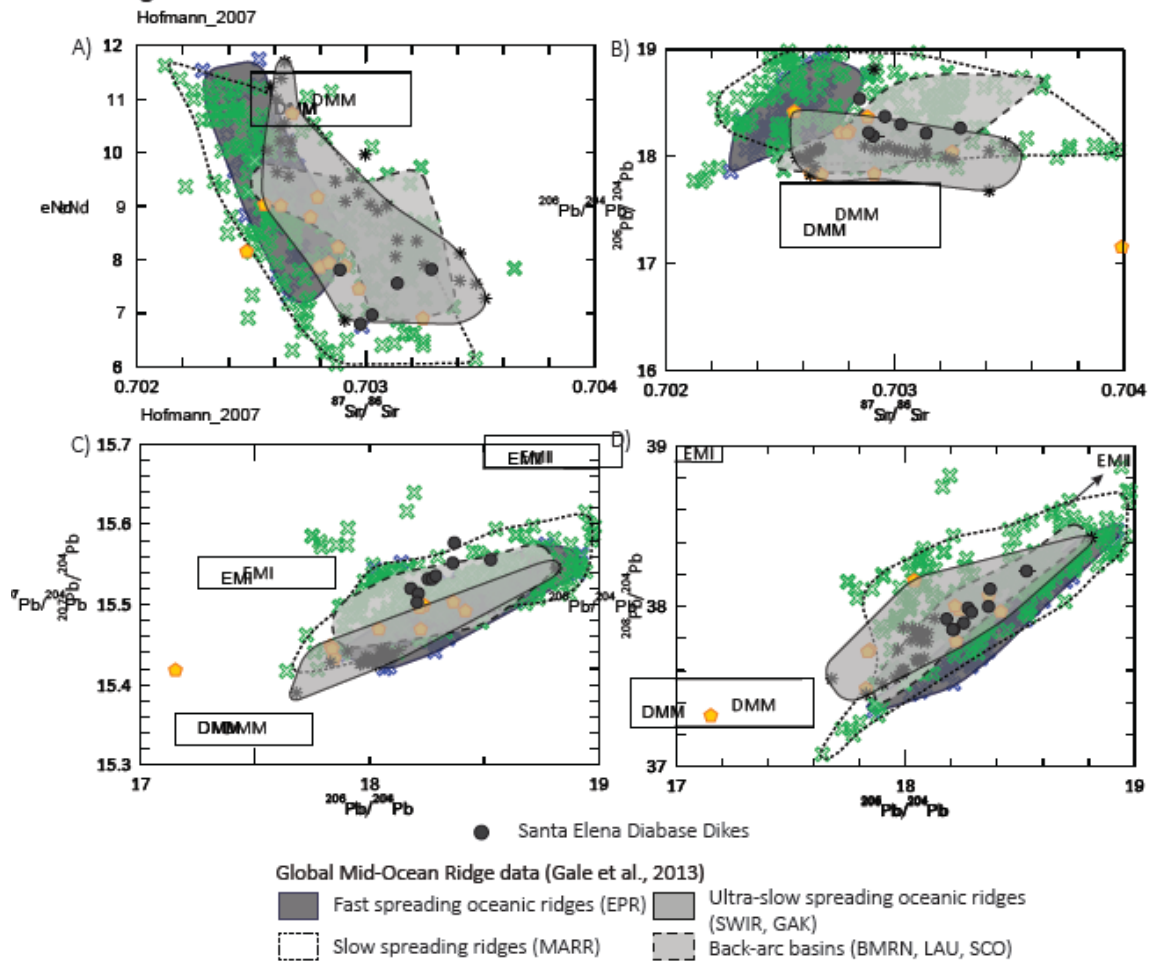 Hofmann_2007
A)
12
11
10
9
8
7
6
eNd
DMM
0.702
0.703
0.704
⁸⁷Sr/⁸⁶Sr
B)
19
18
17
16
²⁰⁶Pb/²⁰⁴Pb
DMM
DMM
0.702
0.703
0.704
⁸⁷Sr/⁸⁶Sr
Hofmann_2007
C)
15.7
15.6
15.5
15.4
15.3
²⁰⁷Pb/²⁰⁴Pb
EMII
EMI
EMI
DMM
17
18
19
²⁰⁶Pb/²⁰⁴Pb
D)
39
38
37
²⁰⁸Pb/²⁰⁴Pb
EMI
EMII
DMM
DMM
17
18
19
²⁰⁶Pb/²⁰⁴Pb
Santa Elena Diabase Dikes
Global Mid-Ocean Ridge data (Gale et al., 2013)
Fast spreading oceanic ridges (EPR)
Slow spreading ridges (MARR)
Ultra-slow spreading oceanic ridges
(SWIR, GAK)
Back-arc basins (BMRN, LAU, SCO)